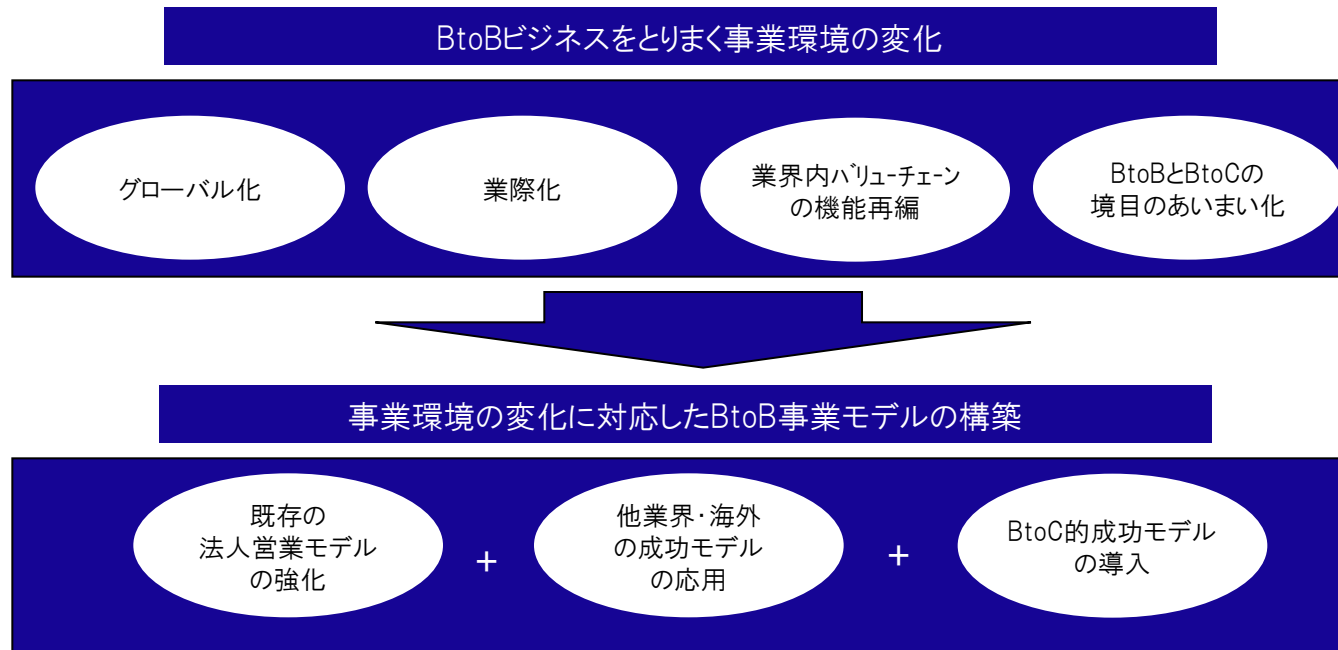 BtoBビジネスをとりまく事業環境の変化
グローバル化
業際化
業界内バリューチェーン
の機能再編
BtoBとBtoCの
境目のあいまい化
事業環境の変化に対応したBtoB事業モデルの構築
既存の
法人営業モデル
の強化
+
他業界・海外
の成功モデル
の応用
+
BtoC的成功モデル
の導入